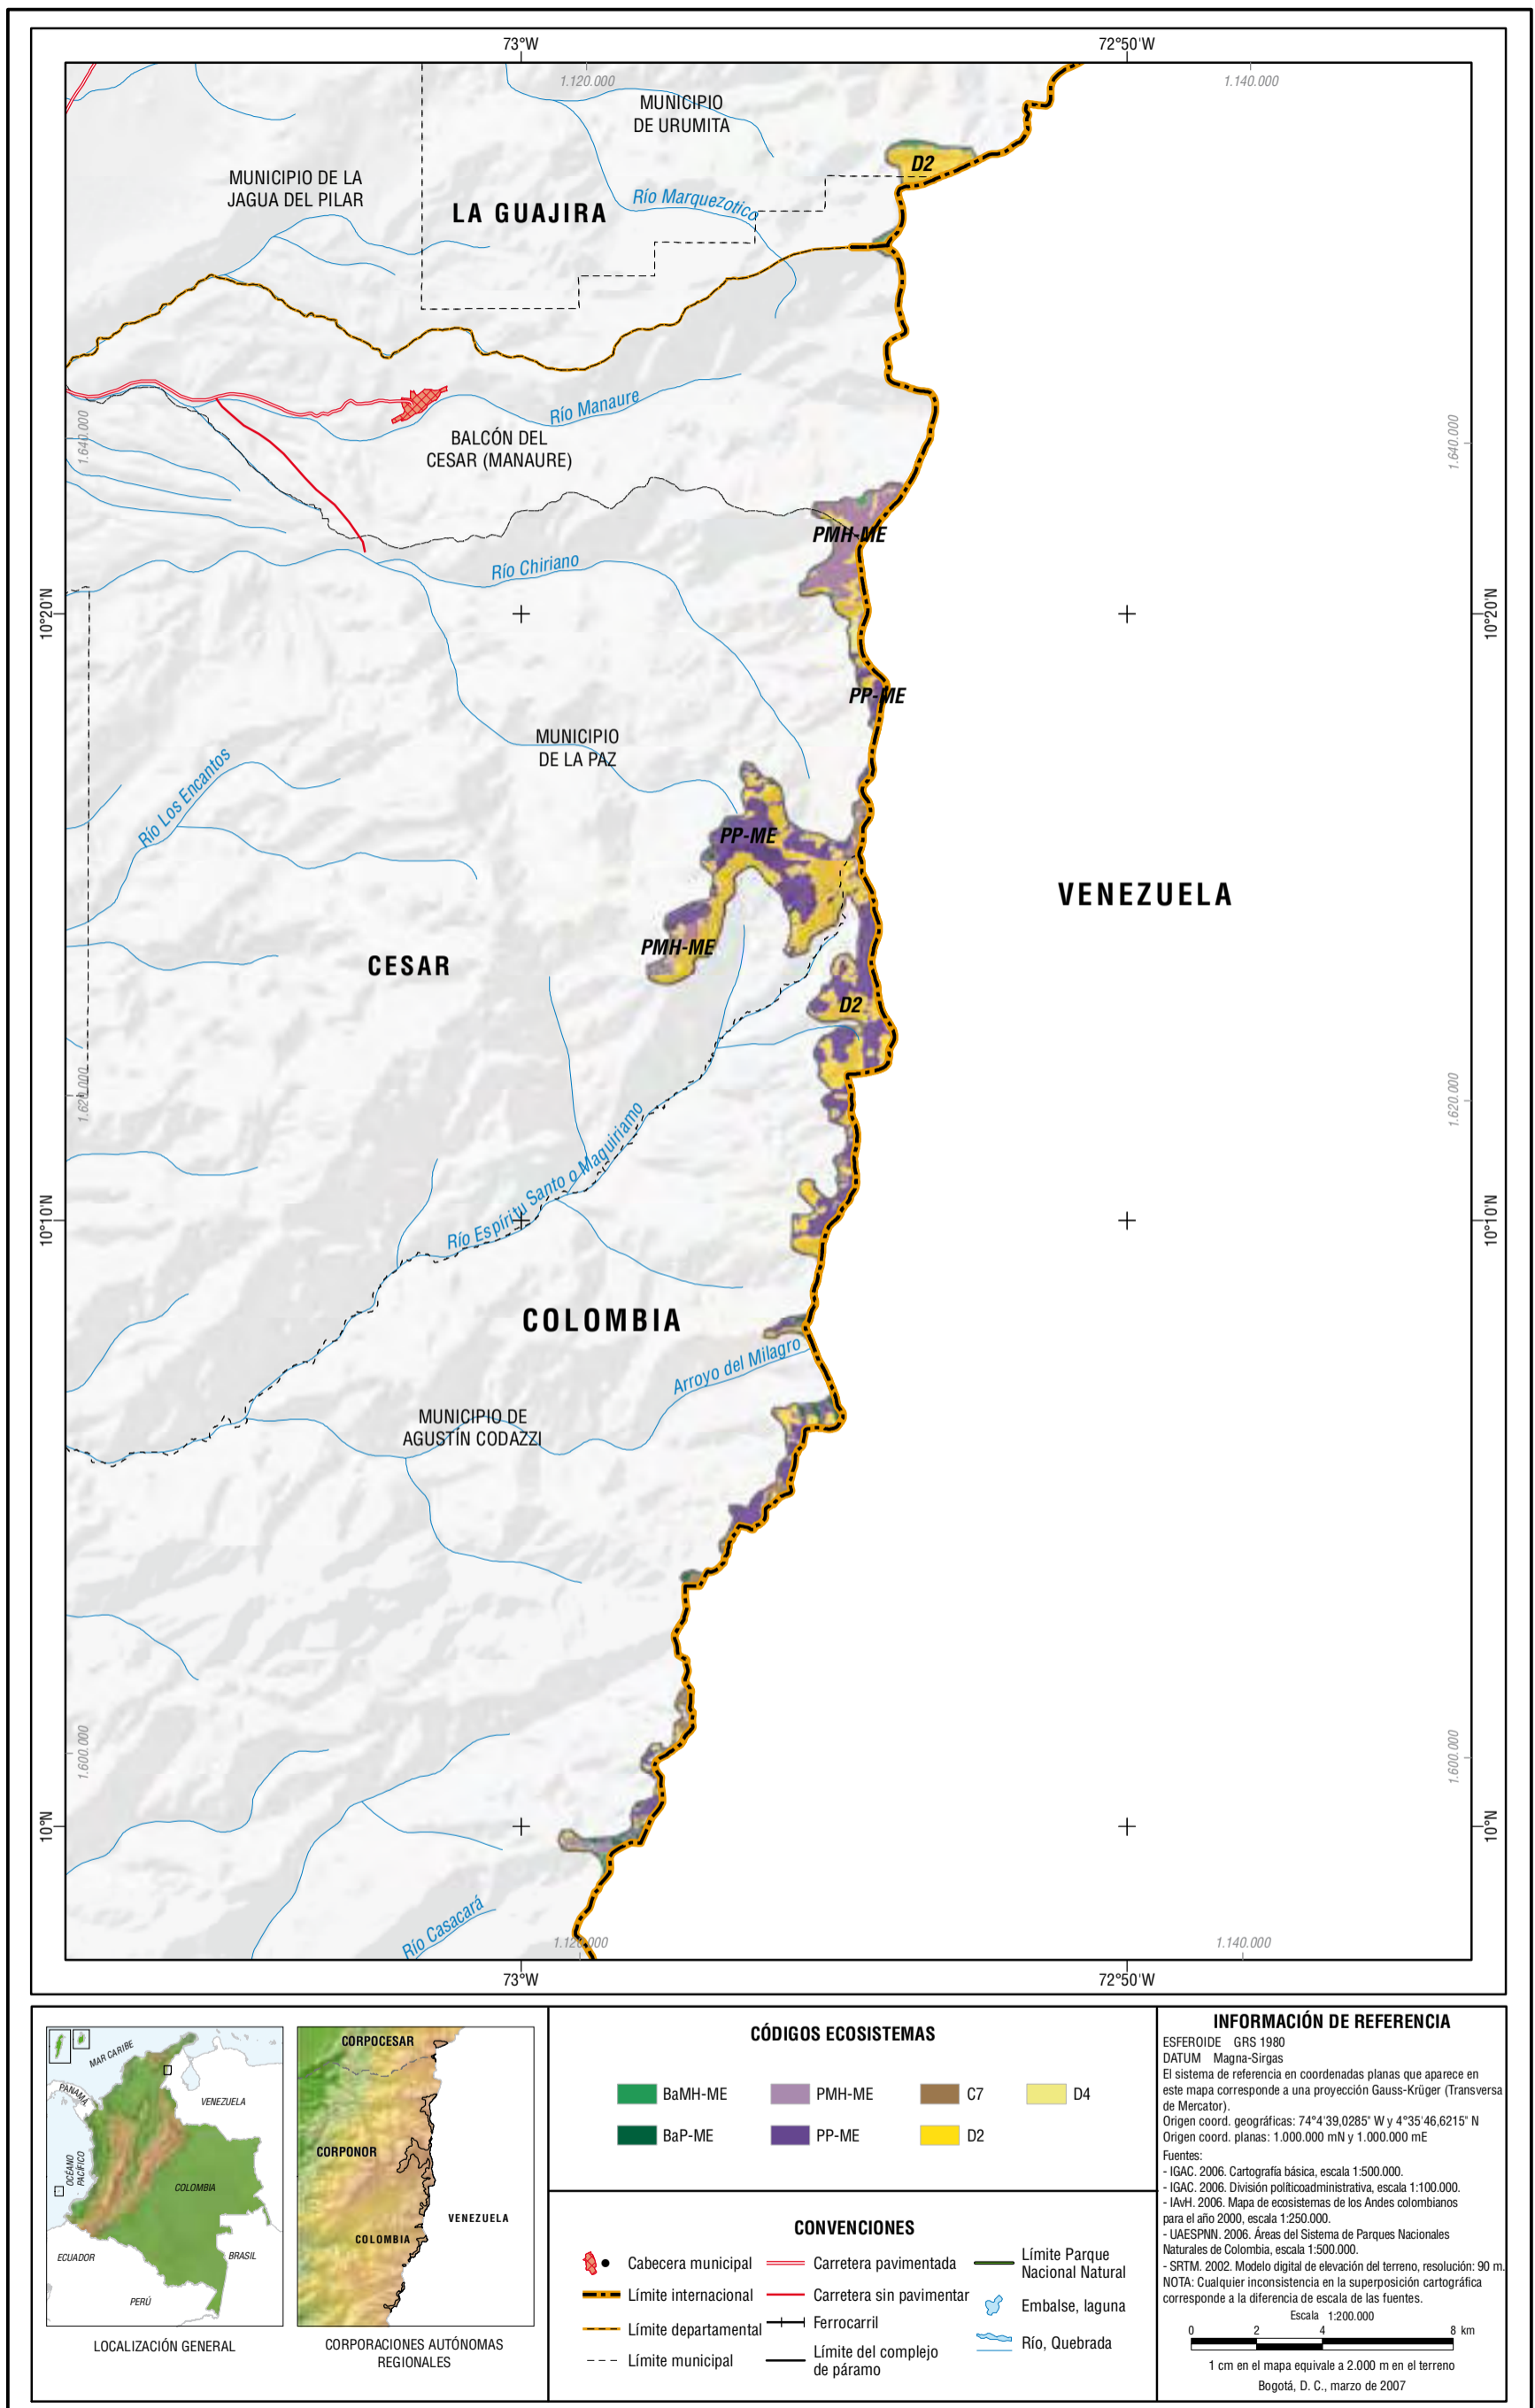 73°W
72°50'W
1.120.000
1.140.000
MUNICIPIO
DE URUMITA
D2
MUNICIPIO DE LA
JAGUA DEL PILAR
LA GUAJIRA
Río Marquezotico
1.640.000
Río Manaure
BALCÓN DEL
CESAR (MANAURE)
1.640.000
PMH-ME
Río Chiriano
10°20'N
10°20'N
PP-ME
MUNICIPIO
DE LA PAZ
Río Los Encantos
PP-ME
VENEZUELA
PMH-ME
CESAR
D2
1.620.000
1.620.000
Río Espíritu Santo o Maquiriamo
10°10'N
10°10'N
COLOMBIA
Arroyo del Milagro
MUNICIPIO DE
AGUSTÍN CODAZZI
1.600.000
1.600.000
10°N
10°N
Río Casacará
1.120.000
1.140.000
73°W
72°50'W
MAR CARIBE
PANAMÁ
VENEZUELA
OCÉANO
PACÍFICO
COLOMBIA
ECUADOR
BRASIL
PERÚ
LOCALIZACIÓN GENERAL
CORPOCESAR
CORPONOR
VENEZUELA
COLOMBIA
CORPORACIONES AUTÓNOMAS
REGIONALES
CÓDIGOS ECOSISTEMAS
BaMH-ME
PMH-ME
C7
D4
BaP-ME
PP-ME
D2
CONVENCIONES
Cabecera municipal
Límite internacional
Límite departamental
Límite municipal
Carretera pavimentada
Carretera sin pavimentar
Ferrocarril
Límite del complejo
de páramo
Límite Parque
Nacional Natural
Embalse, laguna
Río, Quebrada
INFORMACIÓN DE REFERENCIA
ESFEROIDE GRS 1980
DATUM Magna-Sirgas
El sistema de referencia en coordenadas planas que aparece en
este mapa corresponde a una proyección Gauss-Krüger (Transversa
de Mercator).
Origen coord. geográficas: 74°4'39,0285" W y 4°35'46,6215" N
Origen coord. planas: 1.000.000 mN y 1.000.000 mE
Fuentes:
- IGAC. 2006. Cartografía básica, escala 1:500.000.
- IGAC. 2006. División políticoadministrativa, escala 1:100.000.
- IAvH. 2006. Mapa de ecosistemas de los Andes colombianos
para el año 2000, escala 1:250.000.
- UAESPNN. 2006. Áreas del Sistema de Parques Nacionales
Naturales de Colombia, escala 1:500.000.
- SRTM. 2002. Modelo digital de elevación del terreno, resolución: 90 m.
NOTA: Cualquier inconsistencia en la superposición cartográfica
corresponde a la diferencia de escala de las fuentes.
Escala 1:200.000
0 2 4 8 km
1 cm en el mapa equivale a 2.000 m en el terreno
Bogotá, D. C., marzo de 2007